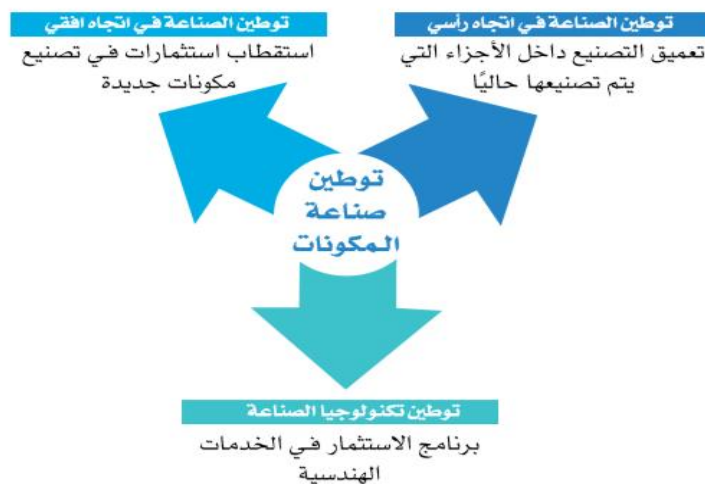 توطين الصناعة في اتجاه رأسي
تعميق التصنيع داخل الأجزاء التي
يتم تصنيعها حاليًا
توطين الصناعة في اتجاه افقي
استقطاب استثمارات في تصنيع
مكونات جديدة
توطين
صناعة
المكونات
توطين تكنولوجيا الصناعة
برنامج الاستثمار في الخدمات
الهندسية